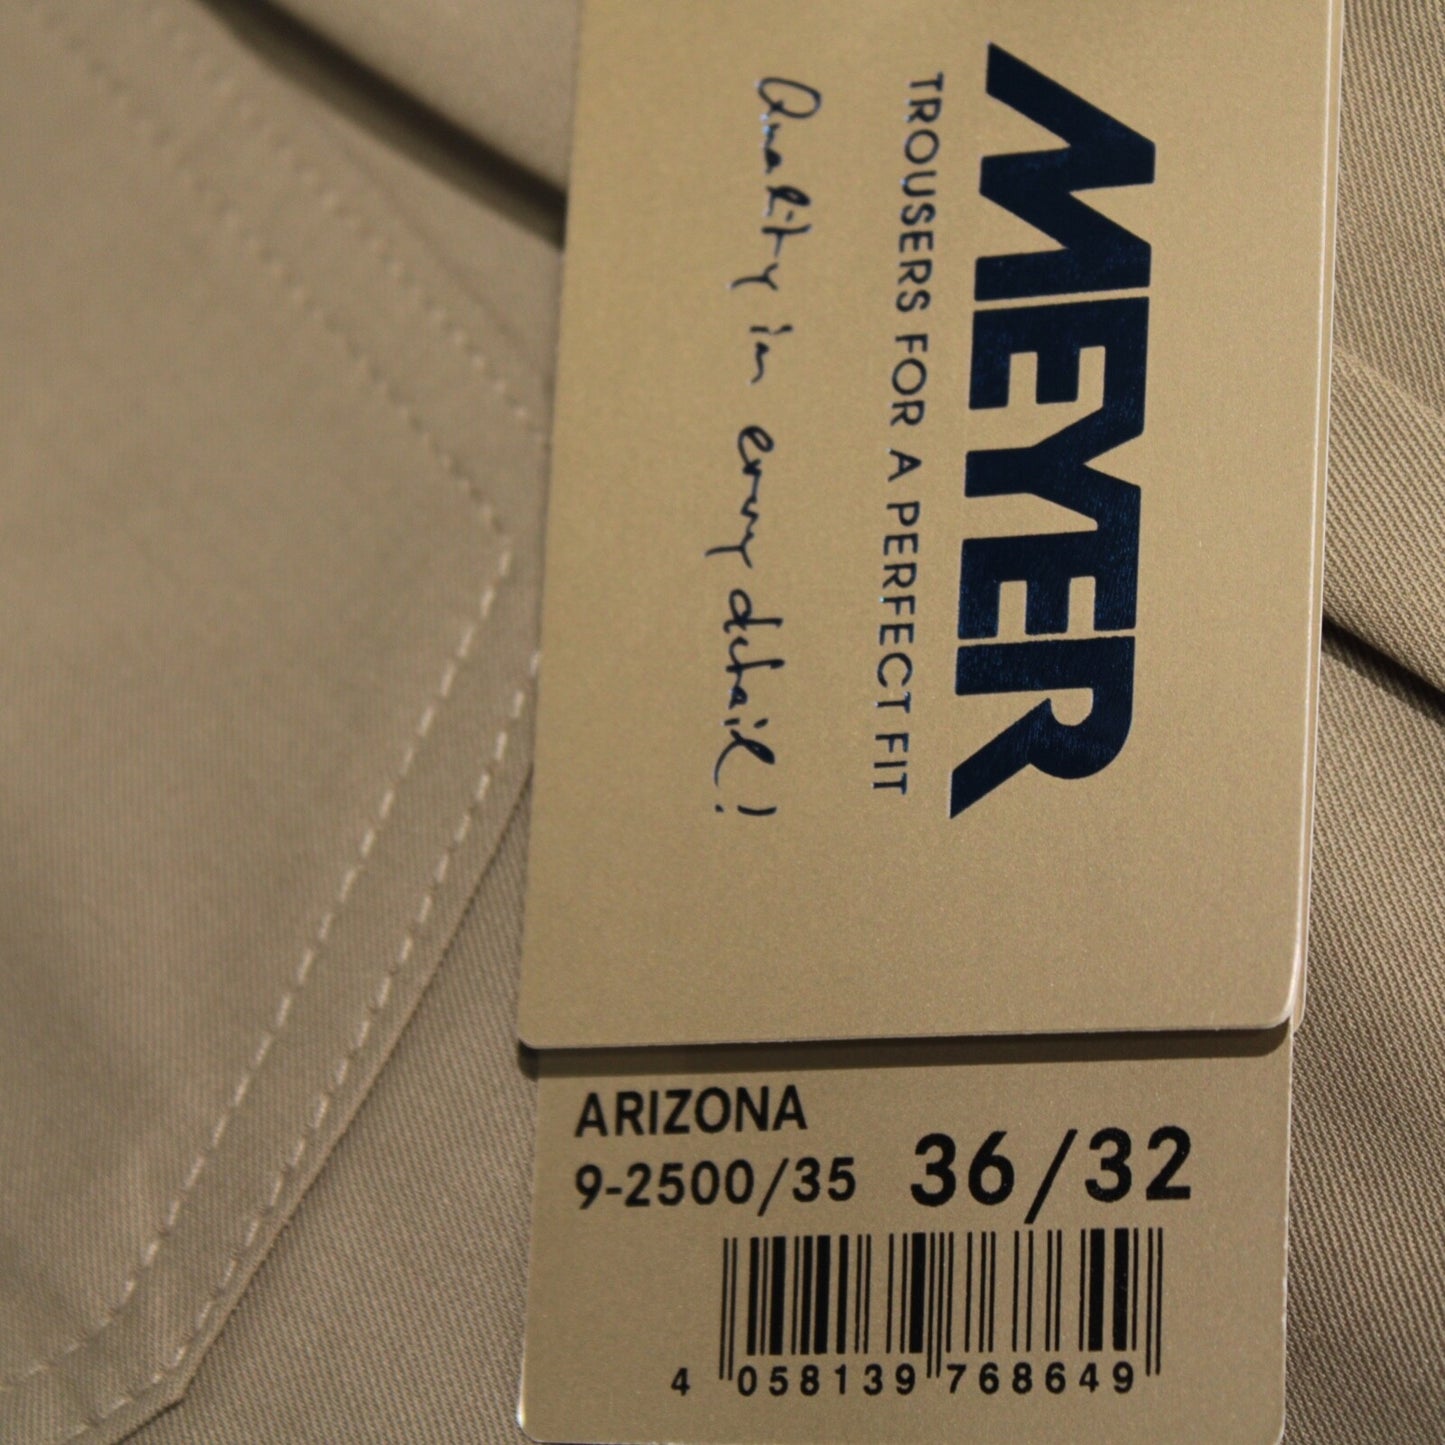 MEYER
TROUSERS FOR A PERFECT FIT
Quality in every detail!
ARIZONA
9-2500/35 36/32
4 058139 768649